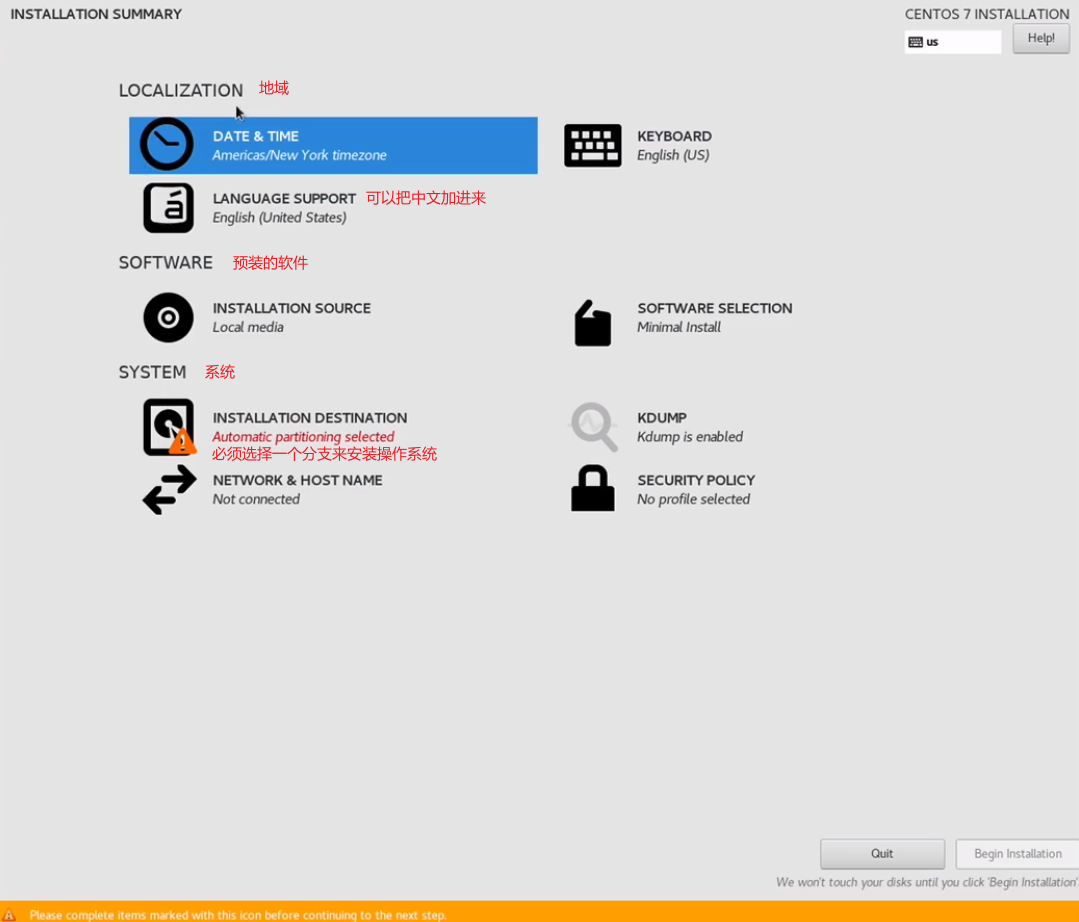 INSTALLATION SUMMARY
CENTOS 7 INSTALLATION
us
Help!
LOCALIZATION 地域
DATE & TIME
Americas/New York timezone
KEYBOARD
English (US)
LANGUAGE SUPPORT 可以把中文加进来
English (United States)
SOFTWARE 预装的软件
INSTALLATION SOURCE
Local media
SOFTWARE SELECTION
Minimal Install
SYSTEM 系统
INSTALLATION DESTINATION
Automatic partitioning selected
必须选择一个分支来安装操作系统
KDUMP
Kdump is enabled
NETWORK & HOST NAME
Not connected
SECURITY POLICY
No profile selected
Quit
Begin Installation
We won't touch your disks until you click 'Begin Installation'.
Please complete items marked with this icon before continuing to the next step.